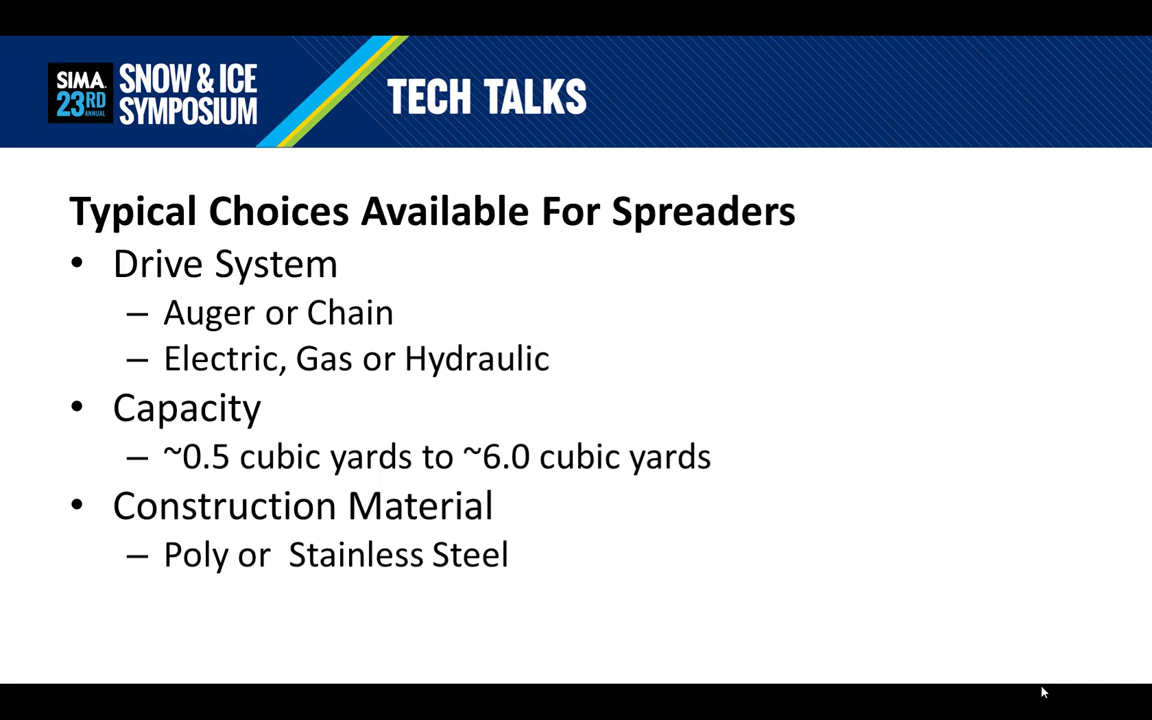 SIMA
23RD
ANNUAL
SNOW & ICE
SYMPOSIUM
TECH TALKS
Typical Choices Available For Spreaders
• Drive System
– Auger or Chain
– Electric, Gas or Hydraulic
• Capacity
– ~0.5 cubic yards to ~6.0 cubic yards
• Construction Material
– Poly or  Stainless Steel